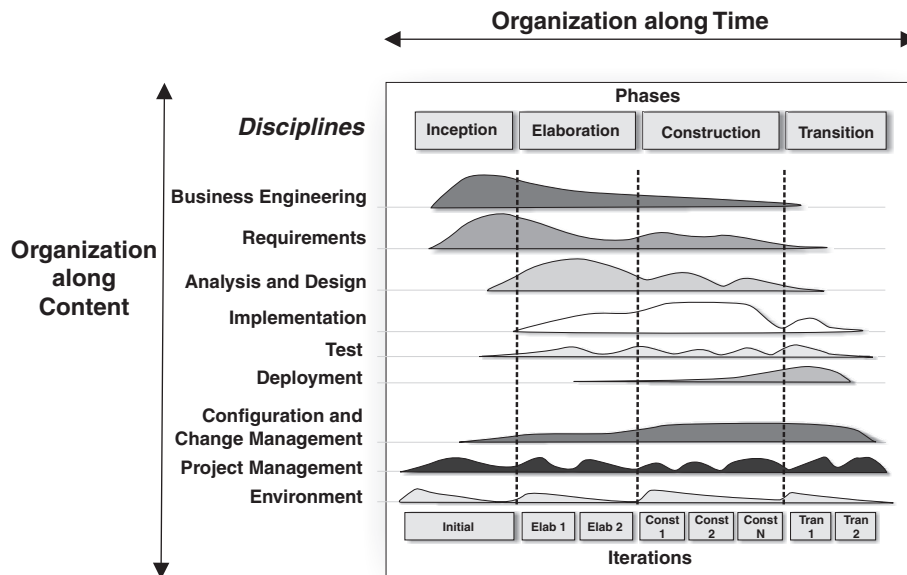 Organization along Time
Phases
Disciplines
Inception
Elaboration
Construction
Transition
Business Engineering
Requirements
Analysis and Design
Implementation
Test
Deployment
Configuration and
Change Management
Project Management
Environment
Organization
along
Content
Initial
Elab 1
Elab 2
Const
1
Const
2
Const
N
Tran
1
Tran
2
Iterations